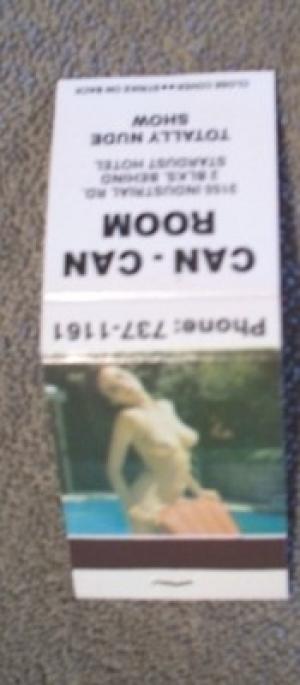 Phone: 737-1161
CAN - CAN
ROOM
3155 INDUSTRIAL RD.
2 BLKS. BEHIND
STARDUST HOTEL
TOTALLY NUDE
SHOW
CLOSE COVER • • STRIKE ON BACK